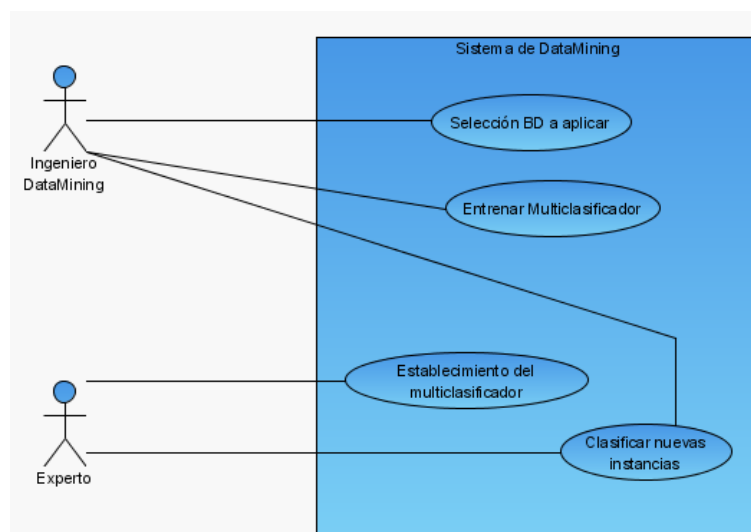 Sistema de DataMining
Selección BD a aplicar
Ingeniero
DataMining
Entrenar Multiclasificador
Establecimiento del
multiclasificador
Clasificar nuevas
instancias
Experto